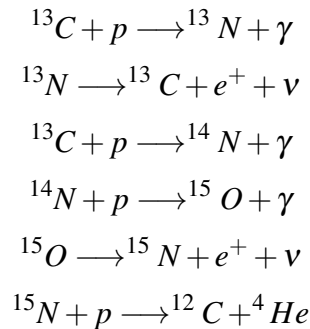 ¹³C + p ⟶ ¹³N + γ
¹³N ⟶ ¹³C + e⁺ + ν
¹³C + p ⟶ ¹⁴N + γ
¹⁴N + p ⟶ ¹⁵O + γ
¹⁵O ⟶ ¹⁵N + e⁺ + ν
¹⁵N + p ⟶ ¹²C + ⁴He